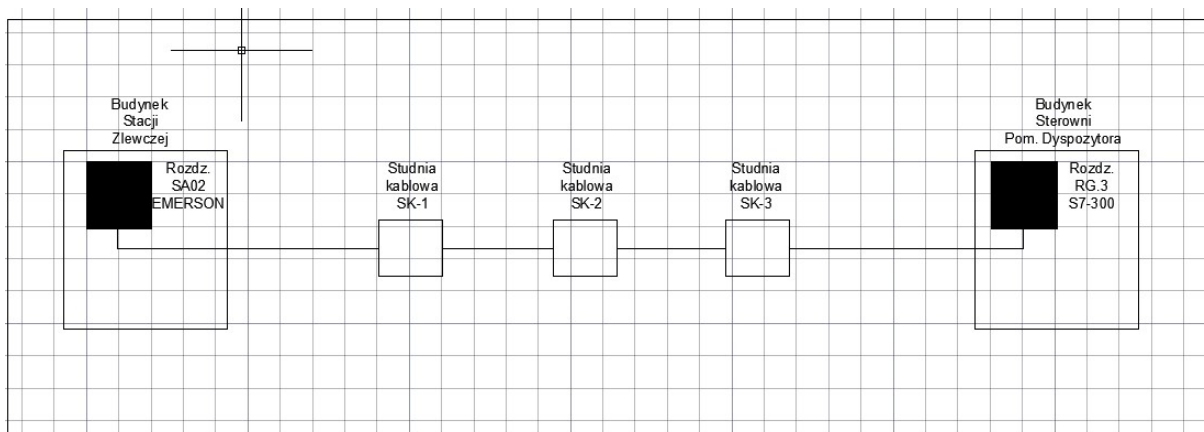 Budynek
Stacji
Zlewczej
Rozdz.
SA02
EMERSON
Studnia
kablowa
SK-1
Studnia
kablowa
SK-2
Studnia
kablowa
SK-3
Budynek
Sterowni
Pom. Dyspozytora
Rozdz.
RG.3
S7-300